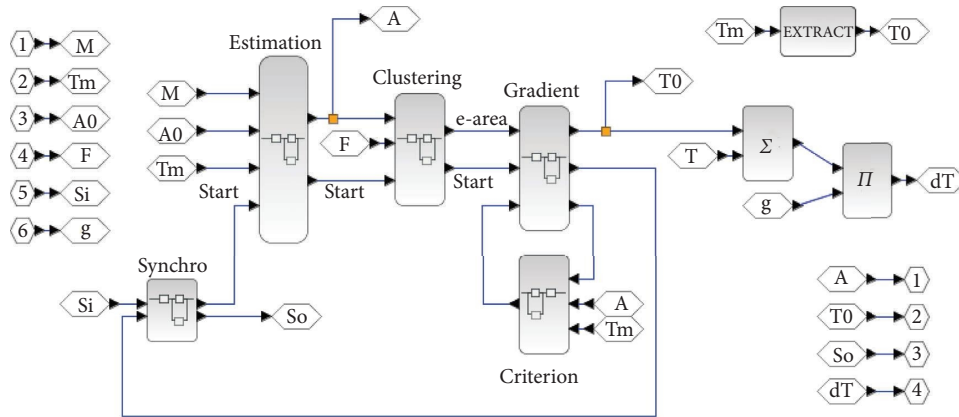 1 M
2 Tm
3 A0
4 F
5 Si
6 g
A
Estimation
M
A0
Tm
Start
Start
Clustering
F
e-area
Start
Gradient
T0
Tm EXTRACT T0
T
Σ
g
Π
dT
Synchro
Si
So
A
Tm
Criterion
A 1
T0 2
So 3
dT 4